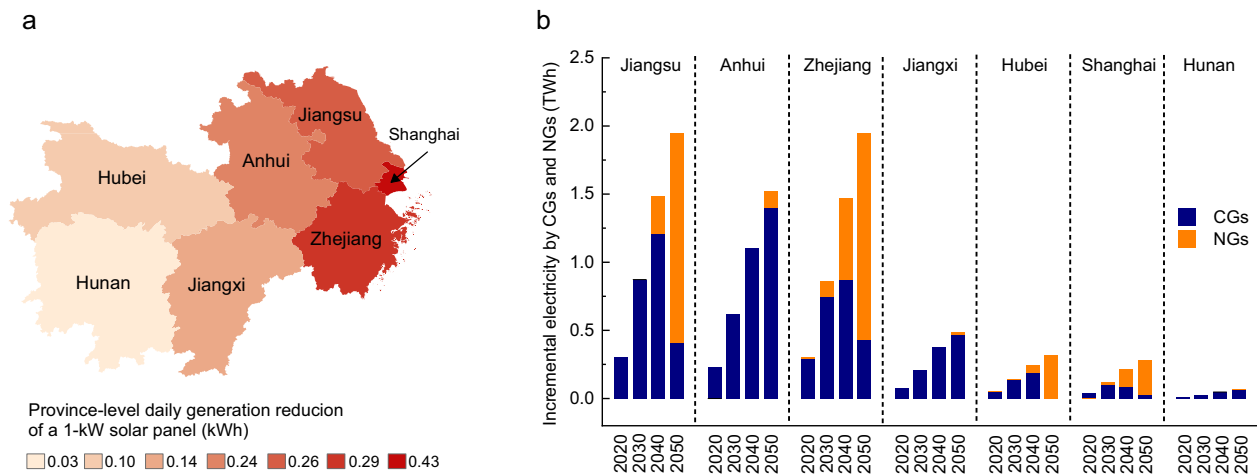 a
Jiangsu
Shanghai
Anhui
Hubei
Zhejiang
Hunan
Jiangxi
Province-level daily generation reducion
of a 1-kW solar panel (kWh)
0.03 0.10 0.14 0.24 0.26 0.29 0.43
b
Incremental electricity by CGs and NGs (TWh)
2.5
2.0
1.5
1.0
0.5
0.0
Jiangsu Anhui Zhejiang Jiangxi Hubei Shanghai Hunan
CGs
NGs
2020 2030 2040 2050 2020 2030 2040 2050 2020 2030 2040 2050 2020 2030 2040 2050 2020 2030 2040 2050 2020 2030 2040 2050 2020 2030 2040 2050